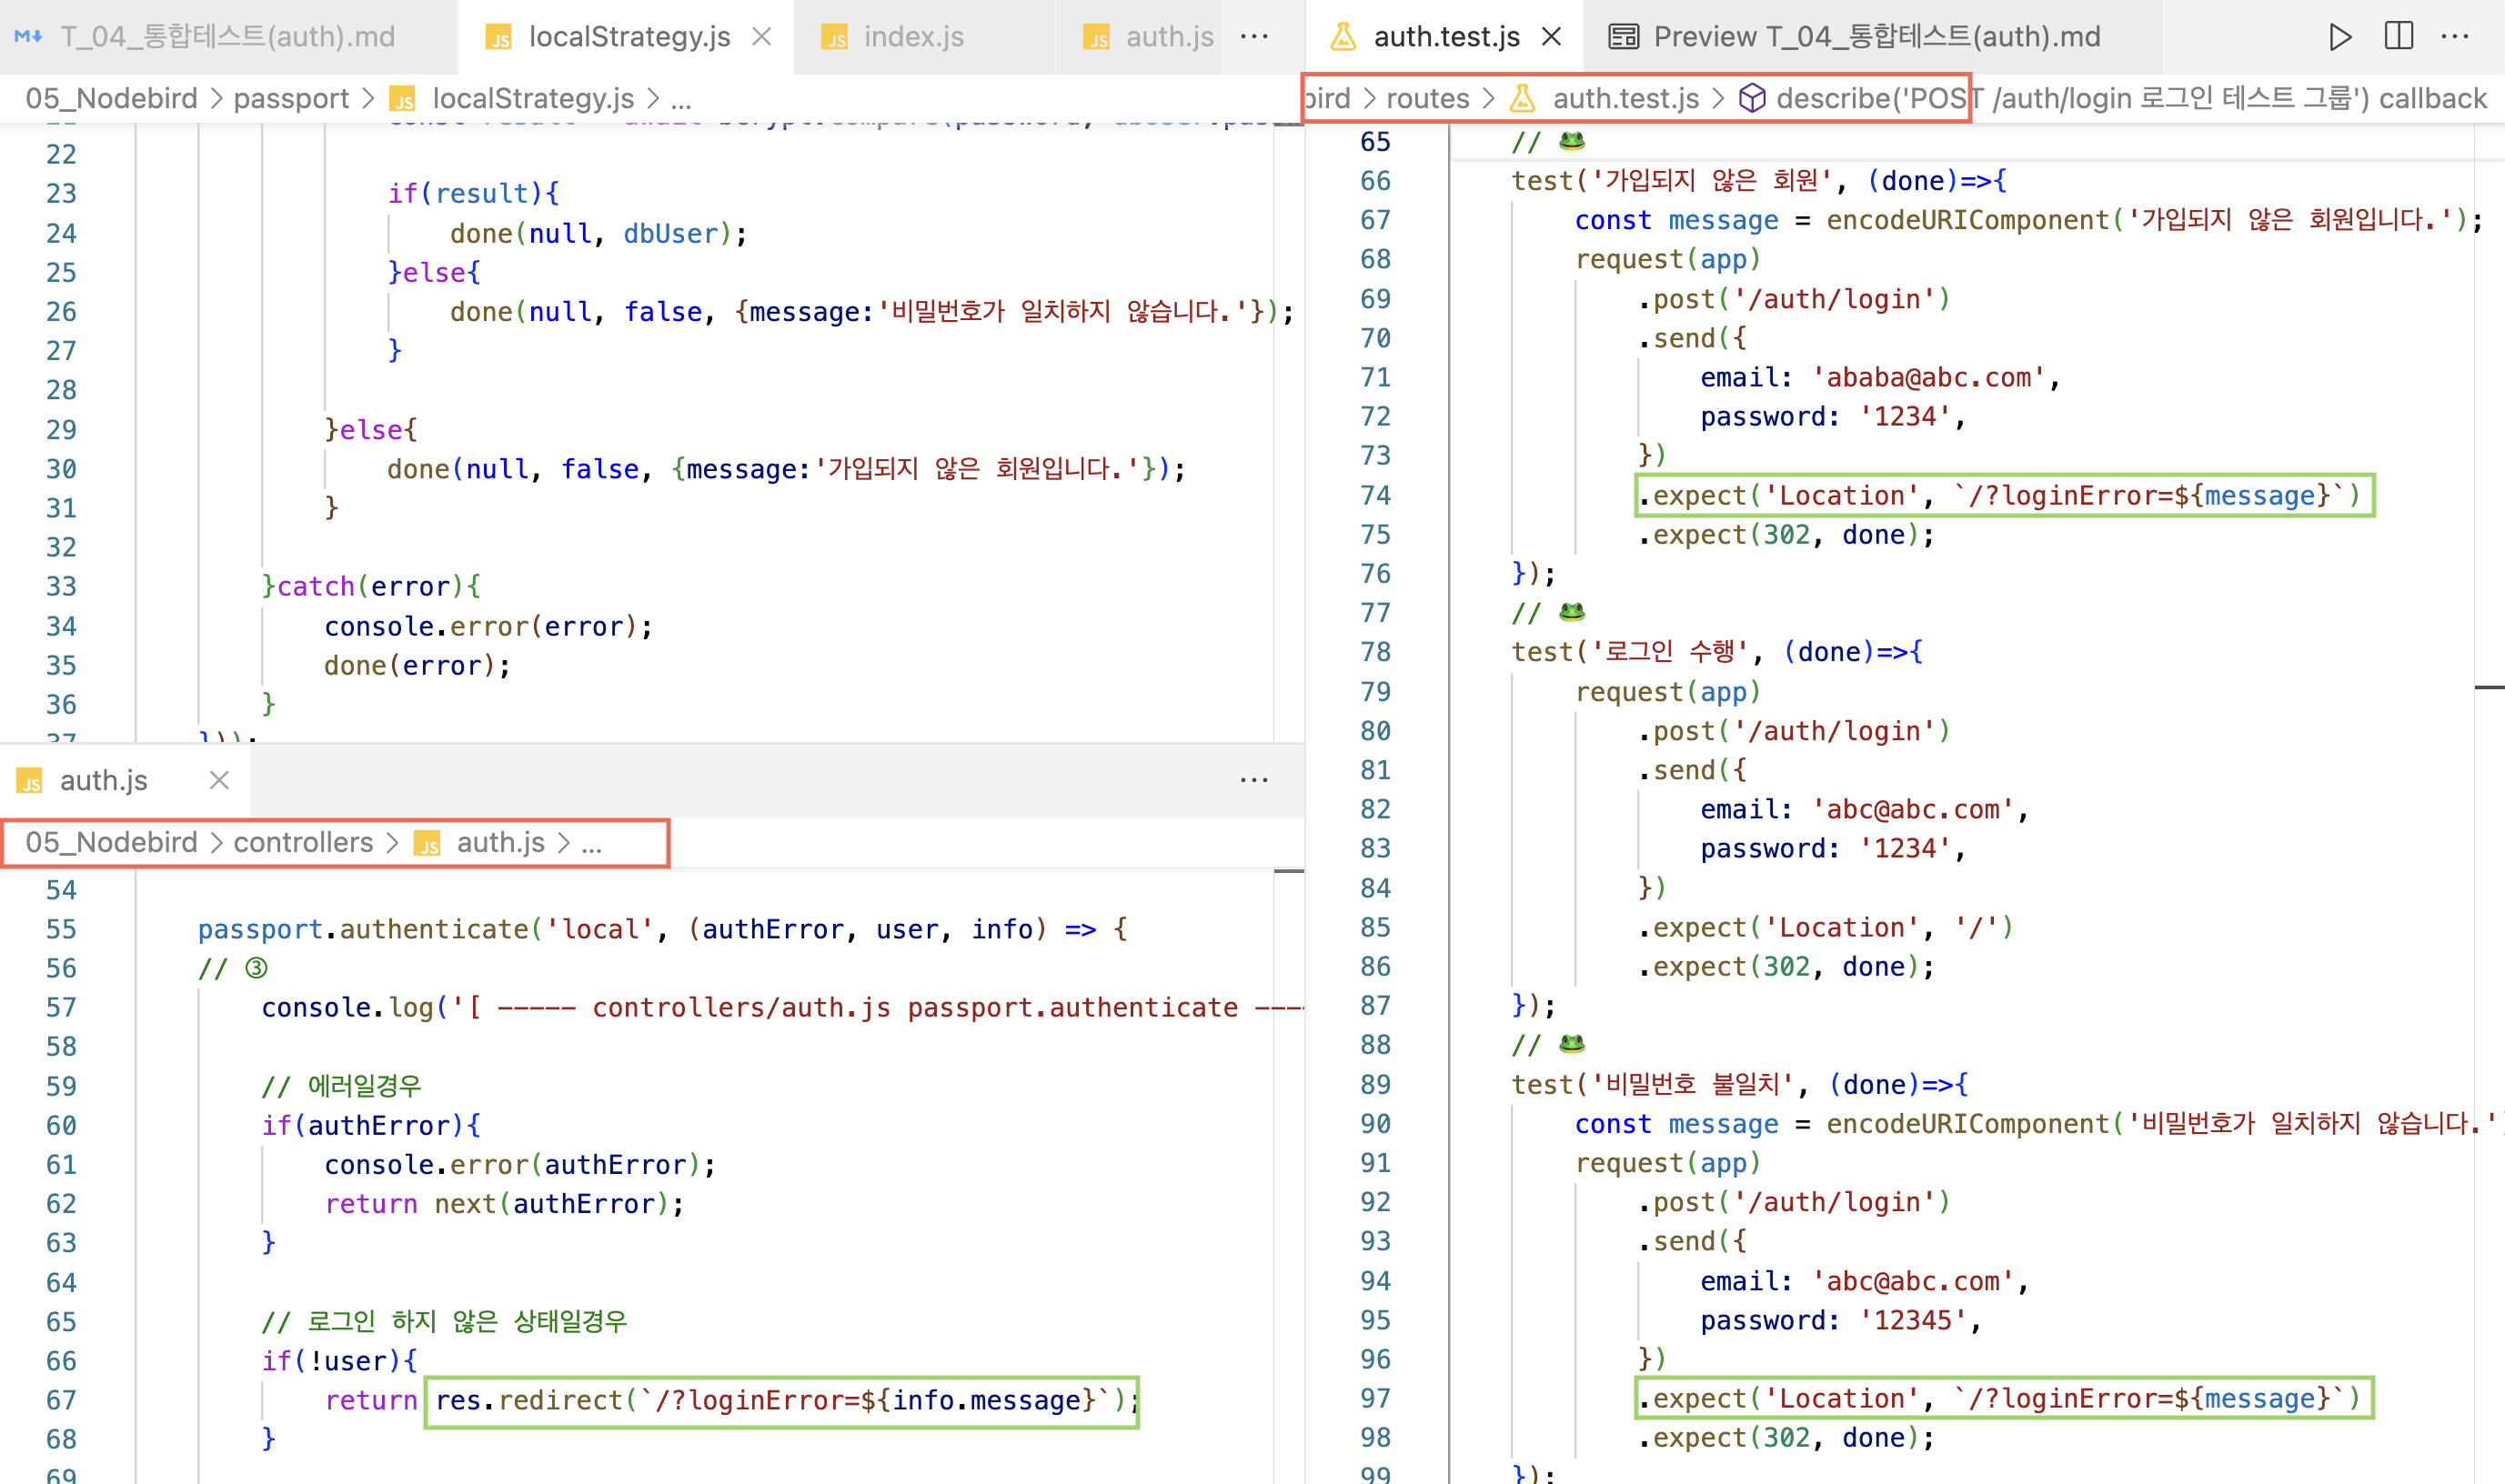 T_04_통합테스트(auth).md
localStrategy.js
index.js
auth.js
05_Nodebird > passport > localStrategy.js > ...
22
23 if(result){
24 done(null, dbUser);
25 }else{
26 done(null, false, {message:'비밀번호가 일치하지 않습니다.'});
27 }
28
29 }else{
30 done(null, false, {message:'가입되지 않은 회원입니다.'});
31 }
32
33 }catch(error){
34 console.error(error);
35 done(error);
36 }
37 }));
auth.js
05_Nodebird > controllers > auth.js > ...
54
55 passport.authenticate('local', (authError, user, info) => {
56 // ③
57 console.log('[ ----- controllers/auth.js passport.authenticate ----
58
59 // 에러일경우
60 if(authError){
61 console.error(authError);
62 return next(authError);
63 }
64
65 // 로그인 하지 않은 상태일경우
66 if(!user){
67 return res.redirect(`/?loginError=${info.message}`);
68 }
69
auth.test.js
Preview T_04_통합테스트(auth).md
bird > routes > auth.test.js > describe('POST /auth/login 로그인 테스트 그룹') callback
65 // 🐸
66 test('가입되지 않은 회원', (done)=>{
67 const message = encodeURIComponent('가입되지 않은 회원입니다.');
68 request(app)
69 .post('/auth/login')
70 .send({
71 email: 'ababa@abc.com',
72 password: '1234',
73 })
74 .expect('Location', `/?loginError=${message}`)
75 .expect(302, done);
76 });
77 // 🐸
78 test('로그인 수행', (done)=>{
79 request(app)
80 .post('/auth/login')
81 .send({
82 email: 'abc@abc.com',
83 password: '1234',
84 })
85 .expect('Location', '/')
86 .expect(302, done);
87 });
88 // 🐸
89 test('비밀번호 불일치', (done)=>{
90 const message = encodeURIComponent('비밀번호가 일치하지 않습니다.'
91 request(app)
92 .post('/auth/login')
93 .send({
94 email: 'abc@abc.com',
95 password: '12345',
96 })
97 .expect('Location', `/?loginError=${message}`)
98 .expect(302, done);
99 });